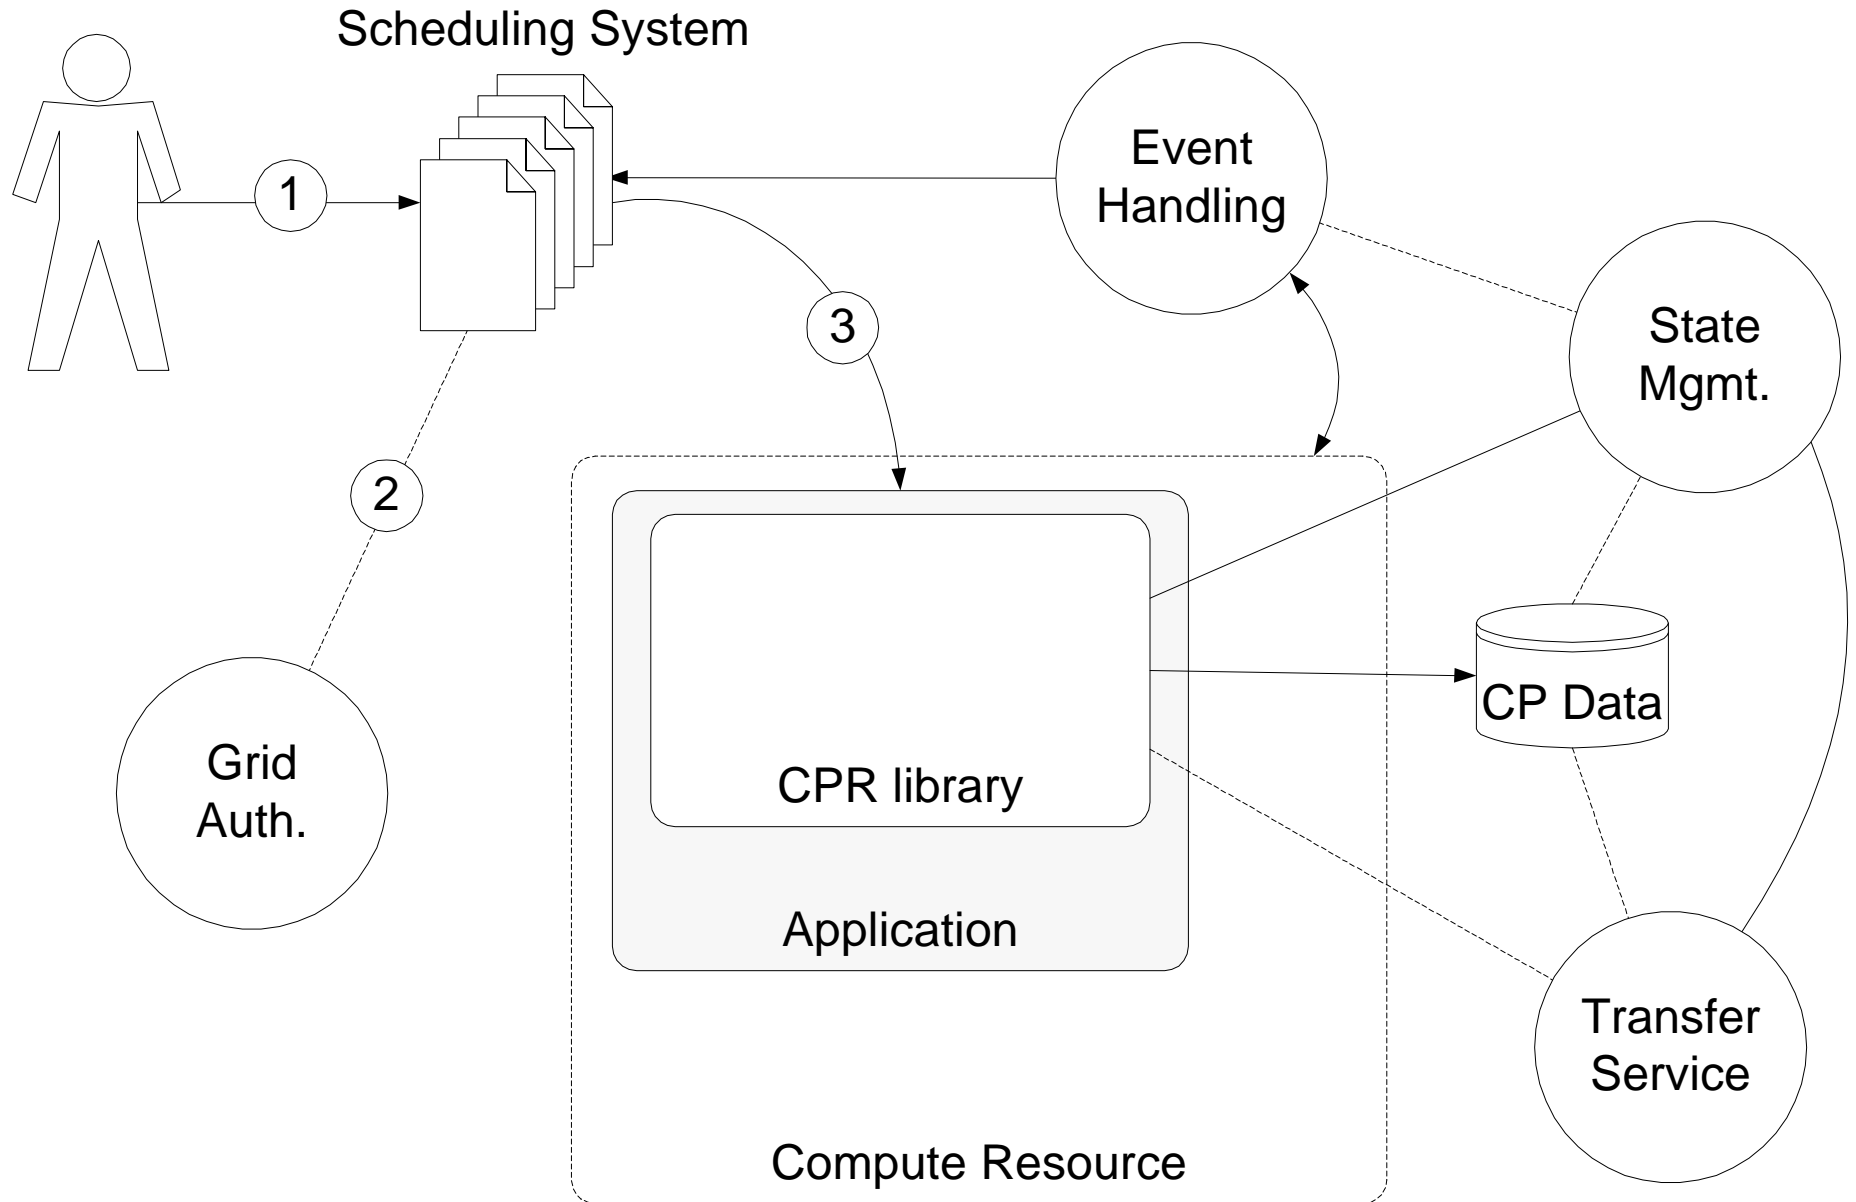 Scheduling System
Event
Handling
1
3
State
Mgmt.
2
CP Data
Grid
Auth.
CPR library
Application
Transfer
Service
Compute Resource